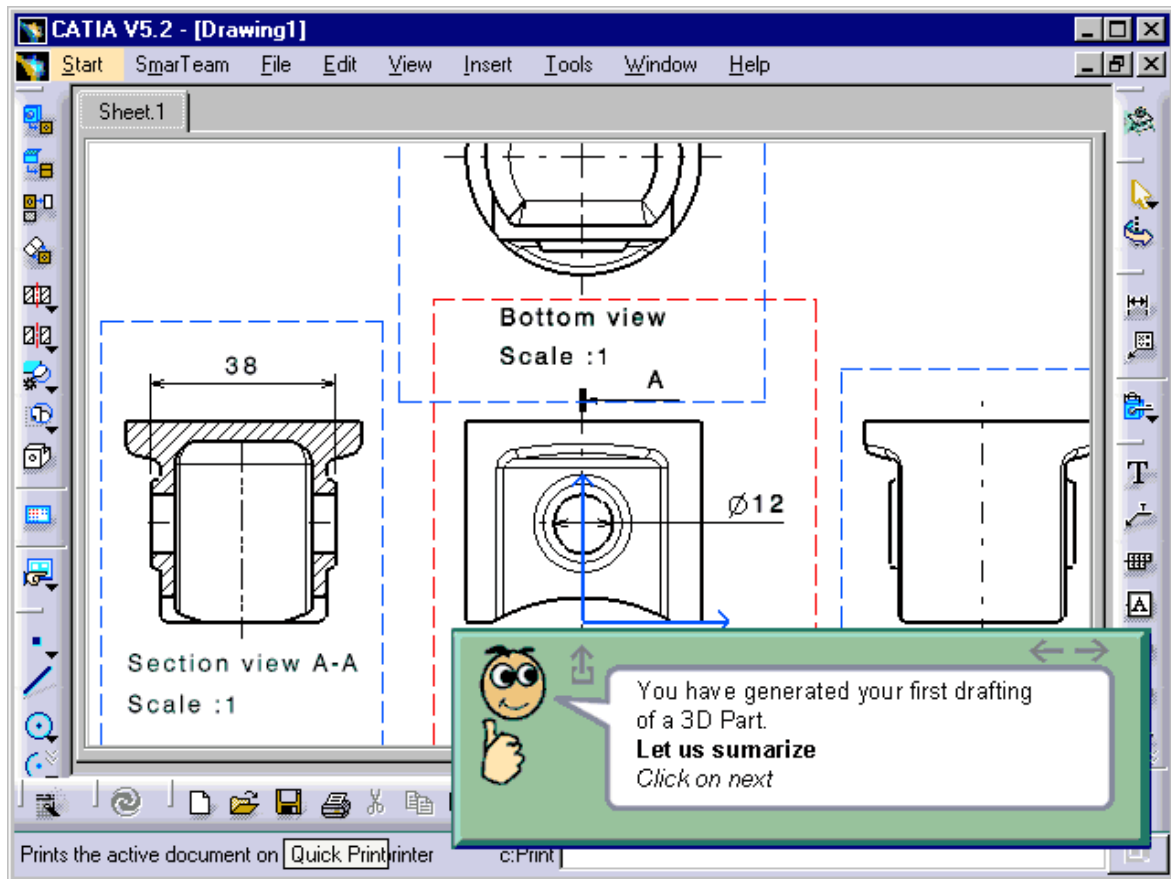 CATIA V5.2 - [Drawing1]
Start SmarTeam File Edit View Insert Tools Window Help
Sheet.1
Bottom view
Scale :1
A
38
Ø12
Section view A-A
Scale :1
T
A
You have generated your first drafting
of a 3D Part.
Let us sumarize
Click on next
Prints the active document on Quick Print printer c:Print